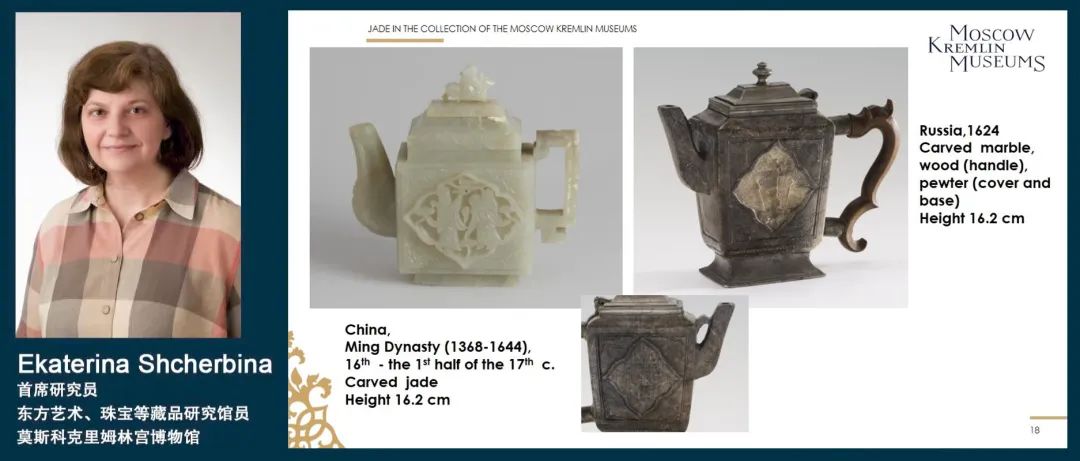 JADE IN THE COLLECTION OF THE MOSCOW KREMLIN MUSEUMS
MOSCOW
KREMLIN
MUSEUMS
Russia,1624
Carved marble,
wood (handle),
pewter (cover and
base)
Height 16.2 cm
China,
Ming Dynasty (1368-1644),
16th - the 1st half of the 17th c.
Carved jade
Height 16.2 cm
18
Ekaterina Shcherbina
首席研究员
东方艺术、珠宝等藏品研究馆员
莫斯科克里姆林宫博物馆